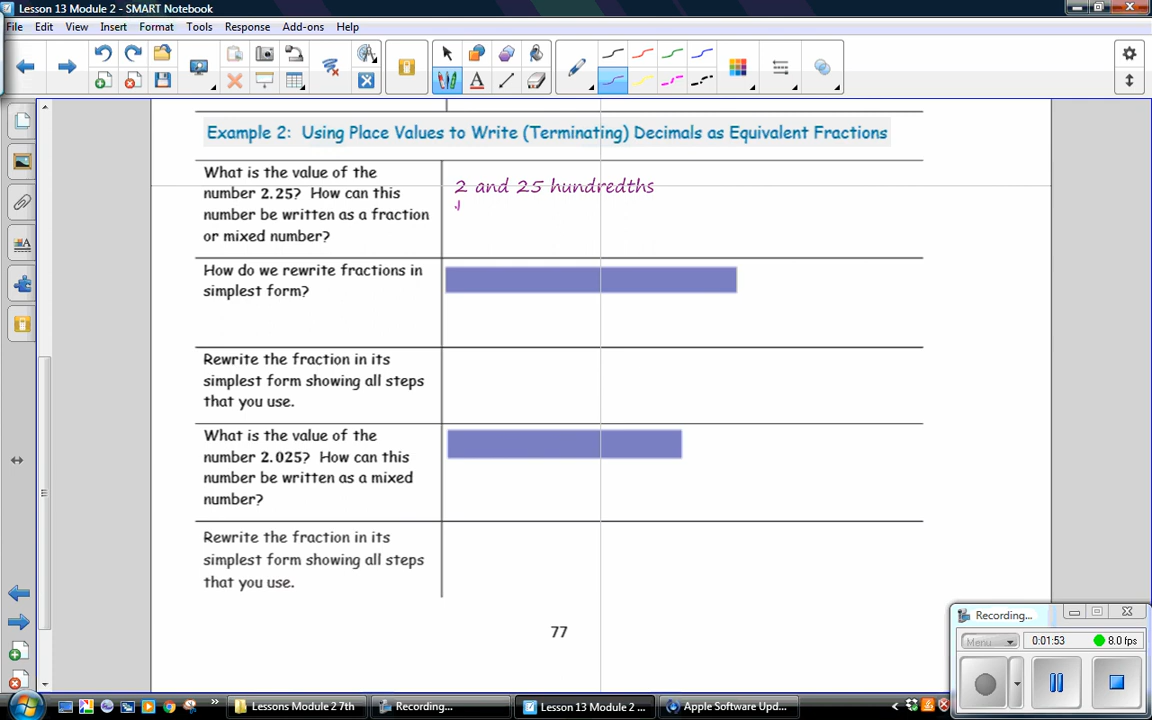 Lesson 13 Module 2 - SMART Notebook
File Edit View Insert Format Tools Response Add-ons Help
Example 2: Using Place Values to Write (Terminating) Decimals as Equivalent Fractions
What is the value of the
number 2.25? How can this
number be written as a fraction
or mixed number?
2 and 25 hundredths
How do we rewrite fractions in
simplest form?
Rewrite the fraction in its
simplest form showing all steps
that you use.
What is the value of the
number 2.025? How can this
number be written as a mixed
number?
Rewrite the fraction in its
simplest form showing all steps
that you use.
77
Recording...
Menu
0:01:53
8.0 fps
Lessons Module 2 7th
Recording...
Lesson 13 Module 2 ...
Apple Software Upd...